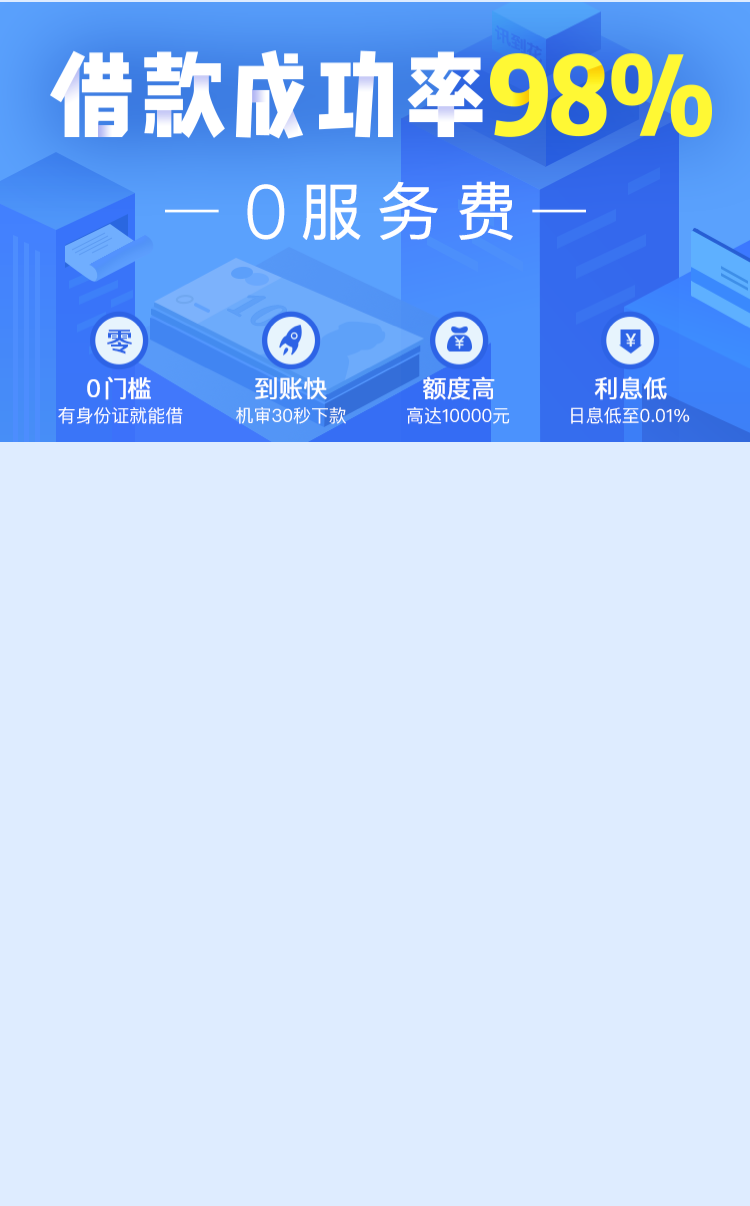 借款成功率98%
0服务费
零
¥
¥
0门槛 到账快 额度高 利息低
有身份证就能借 机审30秒下款 高达10000元 日息低至0.01%